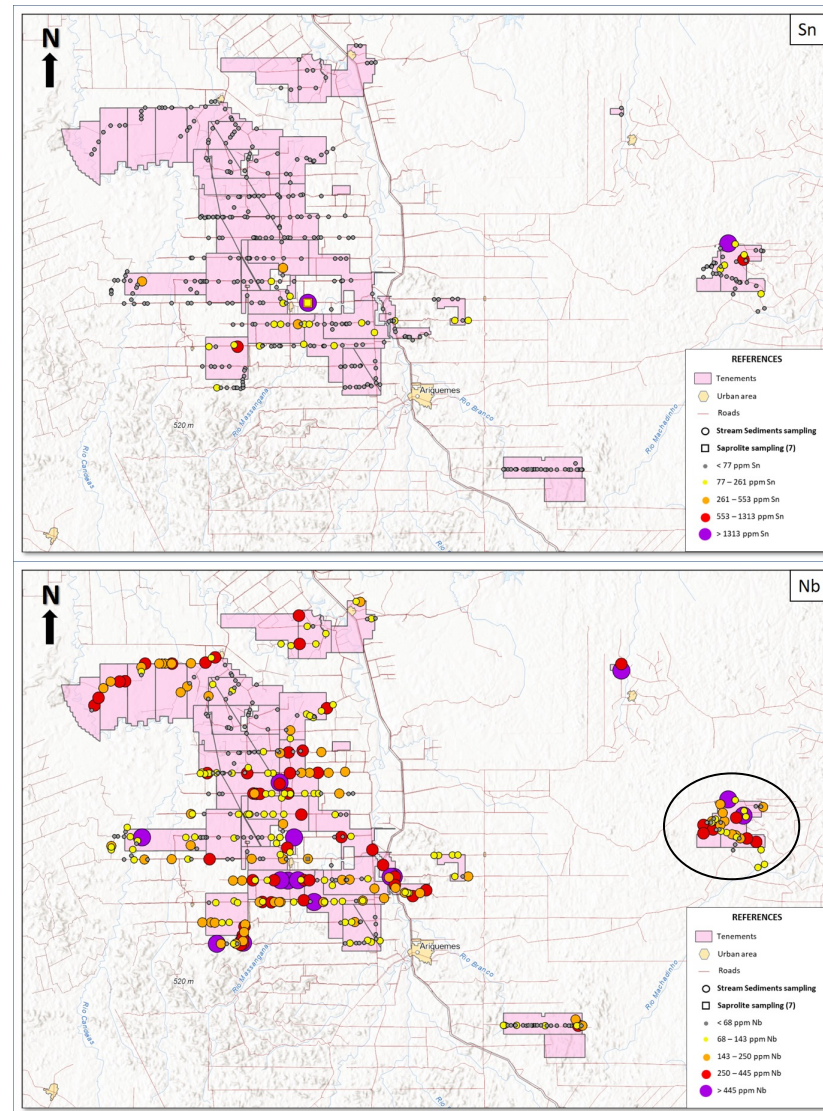 N
Sn
Ariquemes
Rio Branco
Rio Massangana
520 m
Rio Canoas
Rio Machadinho
Rio
REFERENCES
Tenements
Urban area
Roads
Stream Sediments sampling
Saprolite sampling (7)
< 77 ppm Sn
77 – 261 ppm Sn
261 – 553 ppm Sn
553 – 1313 ppm Sn
> 1313 ppm Sn
N
Nb
Ariquemes
Rio Branco
Rio Massangana
520 m
Rio Canoas
Rio Machadinho
Rio
REFERENCES
Tenements
Urban area
Roads
Stream Sediments sampling
Saprolite sampling (7)
< 68 ppm Nb
68 – 143 ppm Nb
143 – 250 ppm Nb
250 – 445 ppm Nb
> 445 ppm Nb